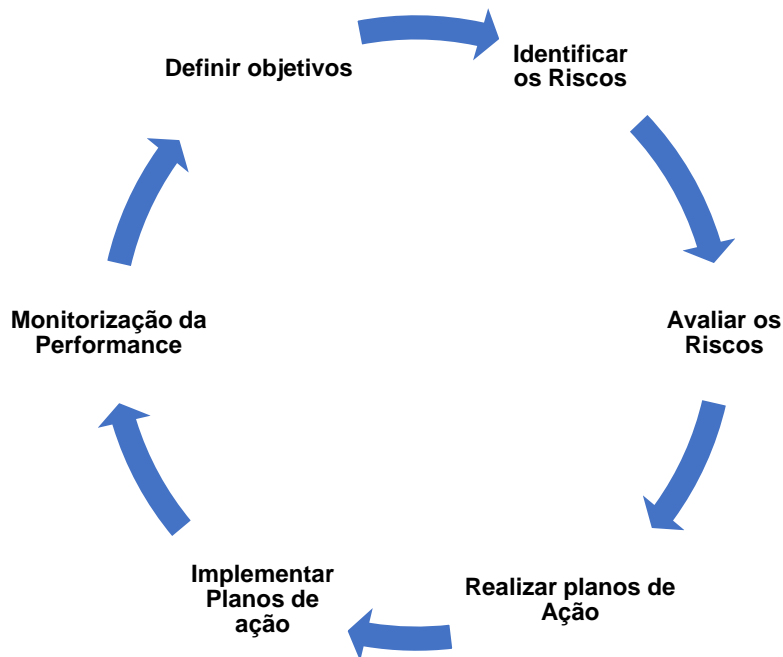 Definir objetivos
Identificar
os Riscos
Avaliar os
Riscos
Realizar planos de
Ação
Implementar
Planos de
ação
Monitorização da
Performance